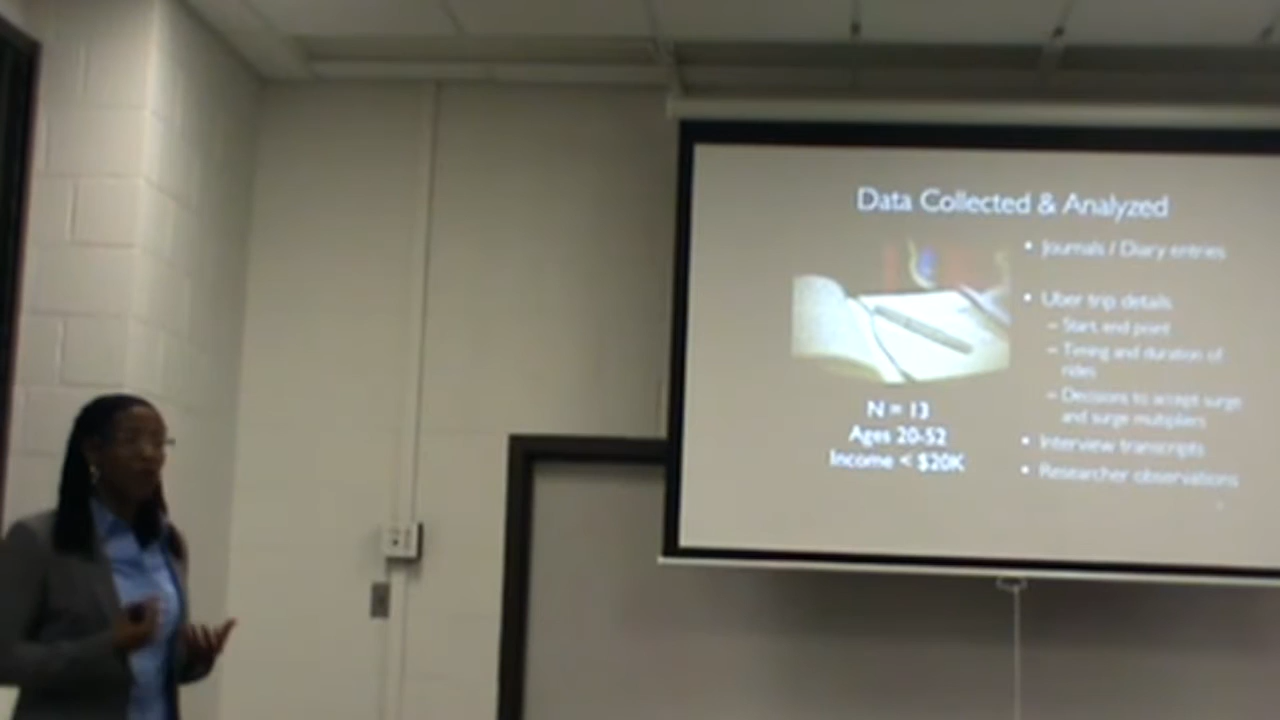 Data Collected & Analyzed
• Journals / Diary entries
• Uber trip details
– Start, end point
– Timing and duration of
rides
– Decisions to accept surge
and surge multipliers
• Interview transcripts
• Researcher observations
N = 13
Ages 20-52
Income < $20K